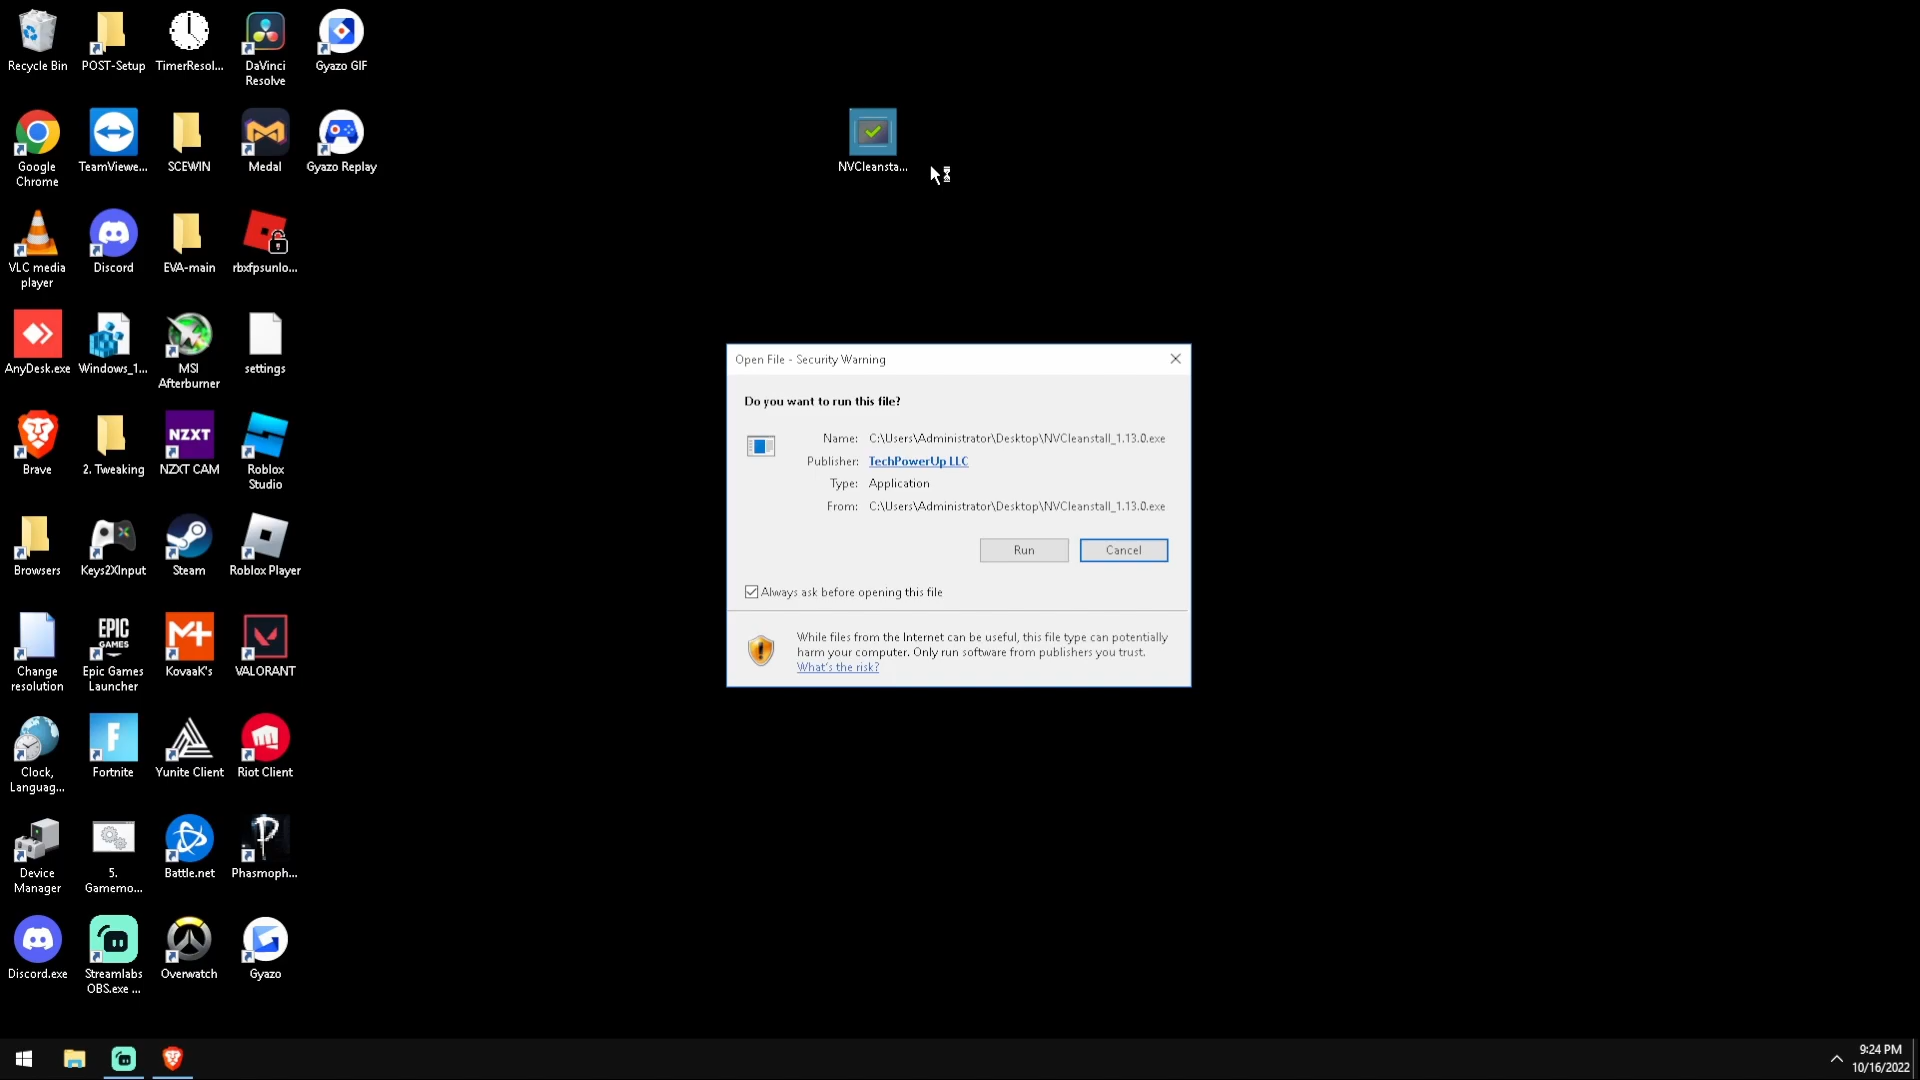 Recycle Bin
POST-Setup
TimerResol...
DaVinci
Resolve
Gyazo GIF
Google
Chrome
TeamViewe...
SCEWIN
Medal
Gyazo Replay
NVCleansta...
VLC media
player
Discord
EVA-main
rbxfpsunlo...
AnyDesk.exe
Windows_1...
MSI
Afterburner
settings
Brave
2. Tweaking
NZXT
NZXT CAM
Roblox
Studio
Browsers
Keys2XInput
Steam
Roblox Player
Change
resolution
EPIC
GAMES
Epic Games
Launcher
KovaaK's
VALORANT
Clock,
Languag...
Fortnite
Yunite Client
Riot Client
Device
Manager
5.
Gamemo...
Battle.net
Phasmoph...
Discord.exe
Streamlabs
OBS.exe ...
Overwatch
Gyazo
Open File - Security Warning
Do you want to run this file?
Name: C:\Users\Administrator\Desktop\NVCleanstall_1.13.0.exe
Publisher: TechPowerUp LLC
Type: Application
From: C:\Users\Administrator\Desktop\NVCleanstall_1.13.0.exe
Run
Cancel
Always ask before opening this file
While files from the Internet can be useful, this file type can potentially
harm your computer. Only run software from publishers you trust.
What's the risk?
9:24 PM
10/16/2022